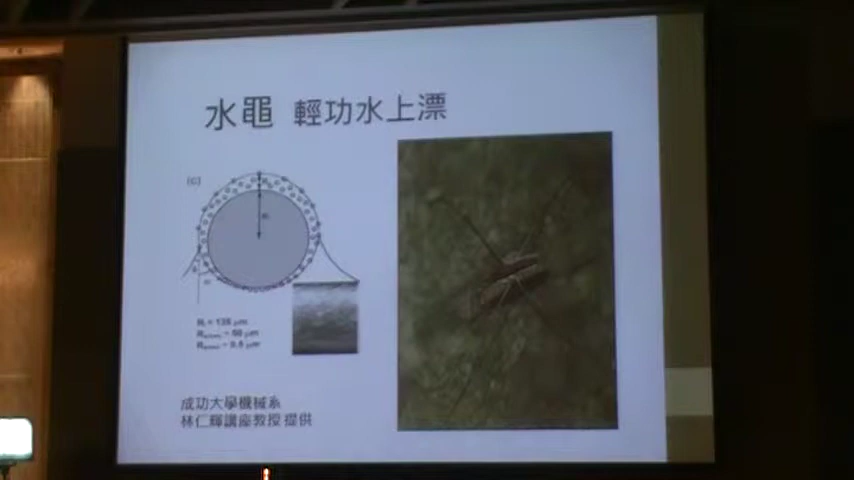 水黽 輕功水上漂
(c)
成功大學機械系
林仁輝講座教授 提供